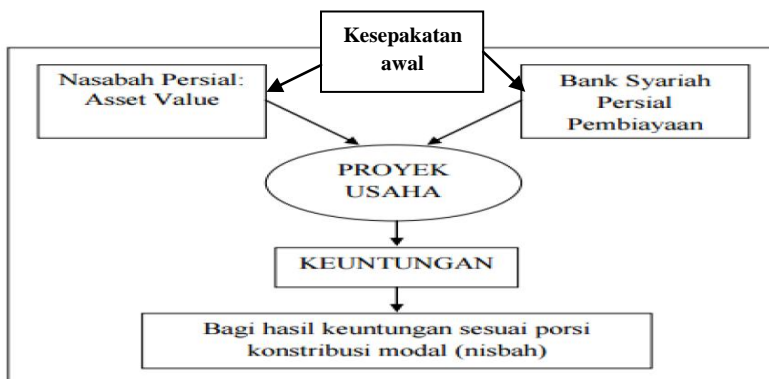 Kesepakatan
awal
Nasabah Persial:
Asset Value
Bank Syariah
Persial
Pembiayaan
PROYEK
USAHA
KEUNTUNGAN
Bagi hasil keuntungan sesuai porsi
konstribusi modal (nisbah)